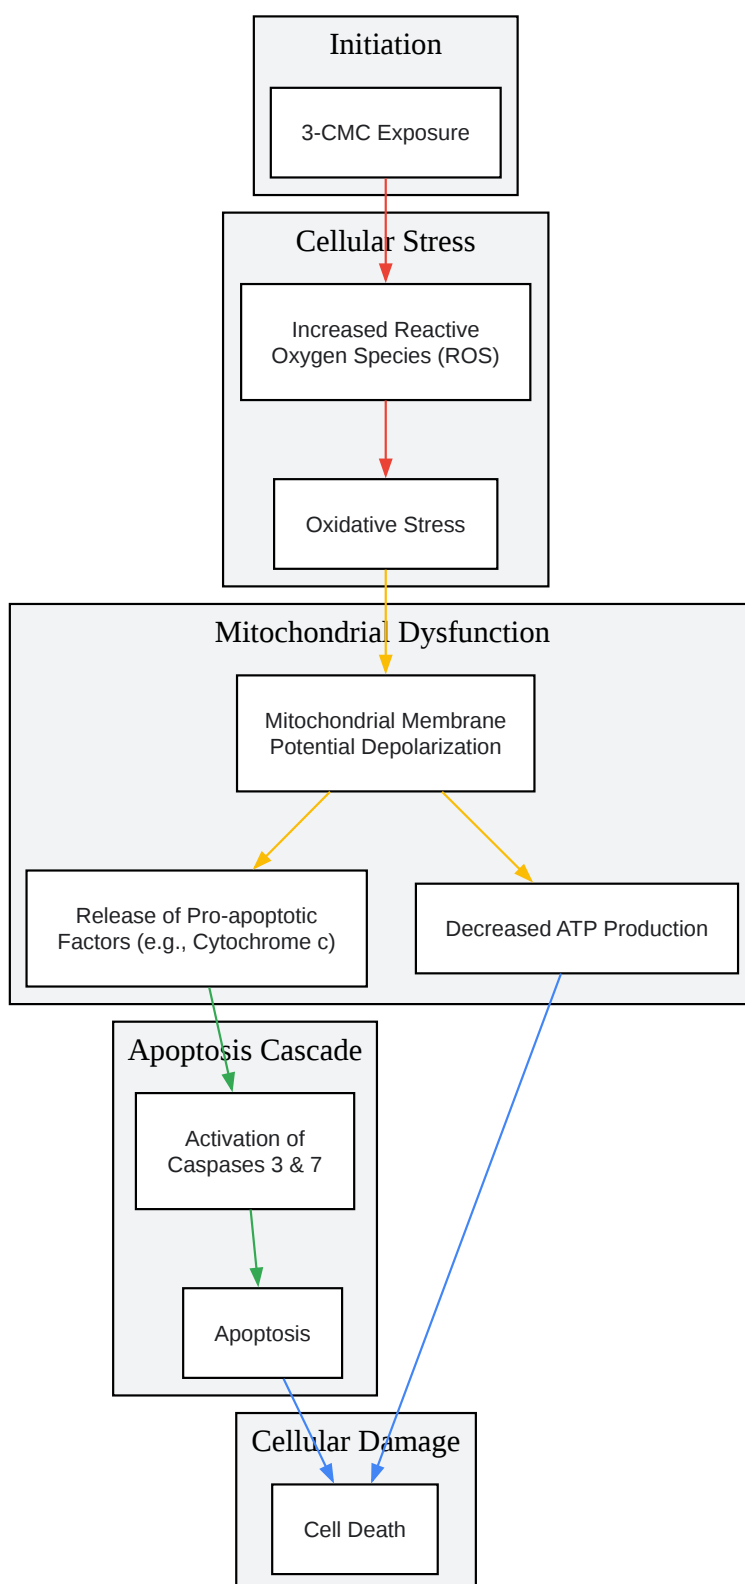 Initiation
3-CMC Exposure
Cellular Stress
Increased Reactive
Oxygen Species (ROS)
Oxidative Stress
Mitochondrial Dysfunction
Mitochondrial Membrane
Potential Depolarization
Release of Pro-apoptotic
Factors (e.g., Cytochrome c)
Decreased ATP Production
Apoptosis Cascade
Activation of
Caspases 3 & 7
Apoptosis
Cellular Damage
Cell Death